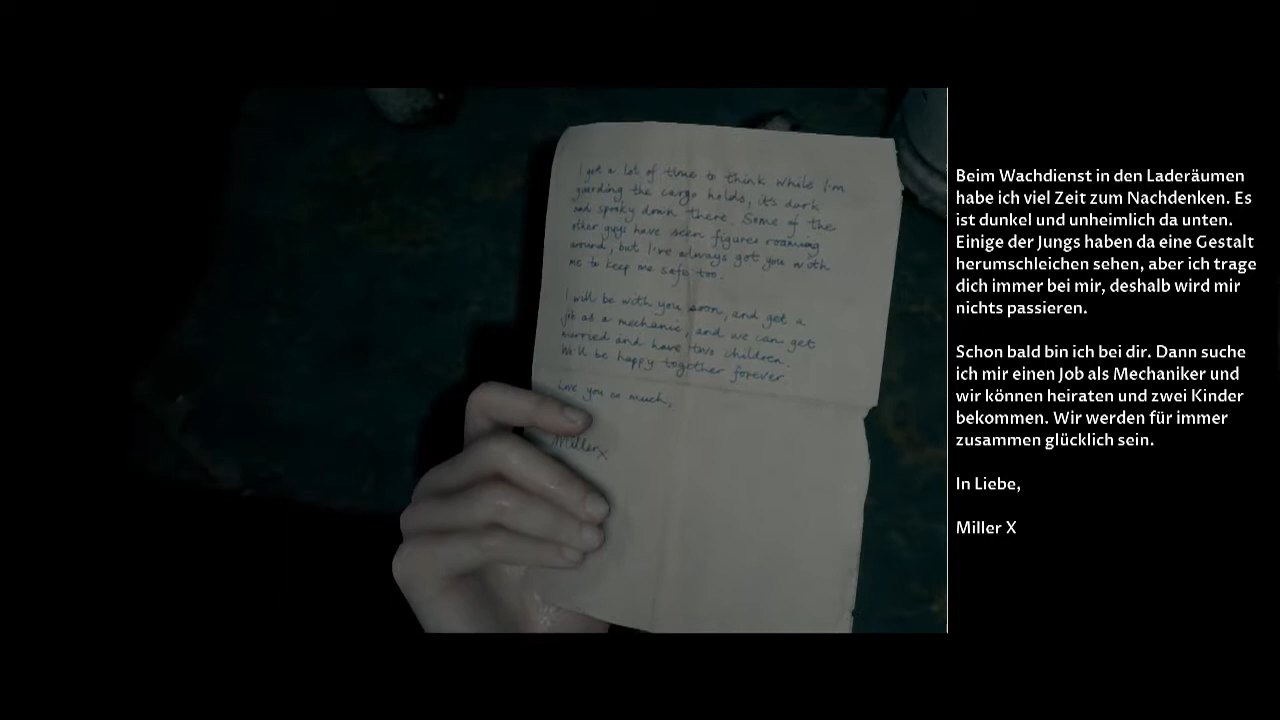 I get a lot of time to think while I'm
guarding the cargo holds, it's dark
and spooky down there. Some of the
other guys have seen figures roaming
around, but I've always got you with
me to keep me safe too.
I will be with you soon, and get a
job as a mechanic, and we can get
married and have two children.
We'll be happy together forever.
Love you so much,
Miller X
Beim Wachdienst in den Laderäumen
habe ich viel Zeit zum Nachdenken. Es
ist dunkel und unheimlich da unten.
Einige der Jungs haben da eine Gestalt
herumschleichen sehen, aber ich trage
dich immer bei mir, deshalb wird mir
nichts passieren.
Schon bald bin ich bei dir. Dann suche
ich mir einen Job als Mechaniker und
wir können heiraten und zwei Kinder
bekommen. Wir werden für immer
zusammen glücklich sein.
In Liebe,
Miller X